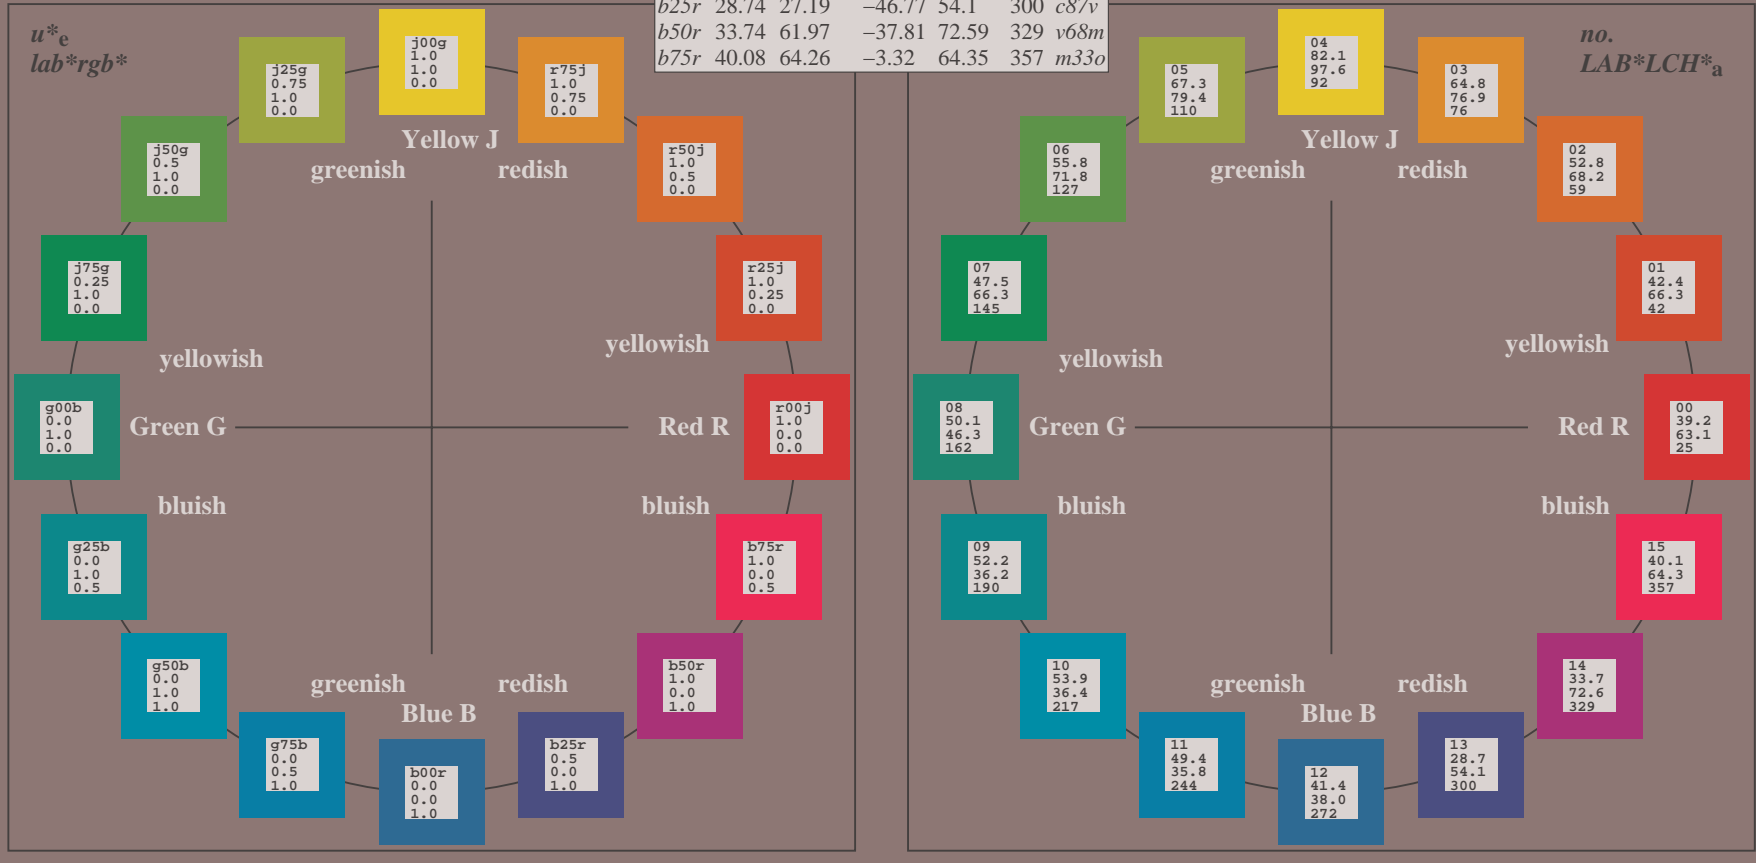 b25r 28.74 27.19 −46.77 54.1 300 c87v
b50r 33.74 61.97 −37.81 72.59 329 v68m
b75r 40.08 64.26 −3.32 64.35 357 m33o
u*e
lab*rgb*
j00g
1.0
1.0
0.0
j25g
0.75
1.0
0.0
r75j
1.0
0.75
0.0
Yellow J
greenish redish
j50g
0.5
1.0
0.0
r50j
1.0
0.5
0.0
j75g
0.25
1.0
0.0
r25j
1.0
0.25
0.0
yellowish
yellowish
g00b
0.0
1.0
0.0
Green G
Red R
r00j
1.0
0.0
0.0
bluish
bluish
g25b
0.0
1.0
0.5
b75r
1.0
0.0
0.5
g50b
0.0
1.0
1.0
b50r
1.0
0.0
1.0
greenish redish
Blue B
g75b
0.0
0.5
1.0
b00r
0.0
0.0
1.0
b25r
0.5
0.0
1.0
no.
LAB*LCH*a
04
82.1
97.6
92
05
67.3
79.4
110
03
64.8
76.9
76
Yellow J
greenish redish
06
55.8
71.8
127
02
52.8
68.2
59
07
47.5
66.3
145
01
42.4
66.3
42
yellowish
yellowish
08
50.1
46.3
162
Green G
Red R
00
39.2
63.1
25
bluish
bluish
09
52.2
36.2
190
15
40.1
64.3
357
10
53.9
36.4
217
14
33.7
72.6
329
greenish redish
Blue B
11
49.4
35.8
244
12
41.4
38.0
272
13
28.7
54.1
300